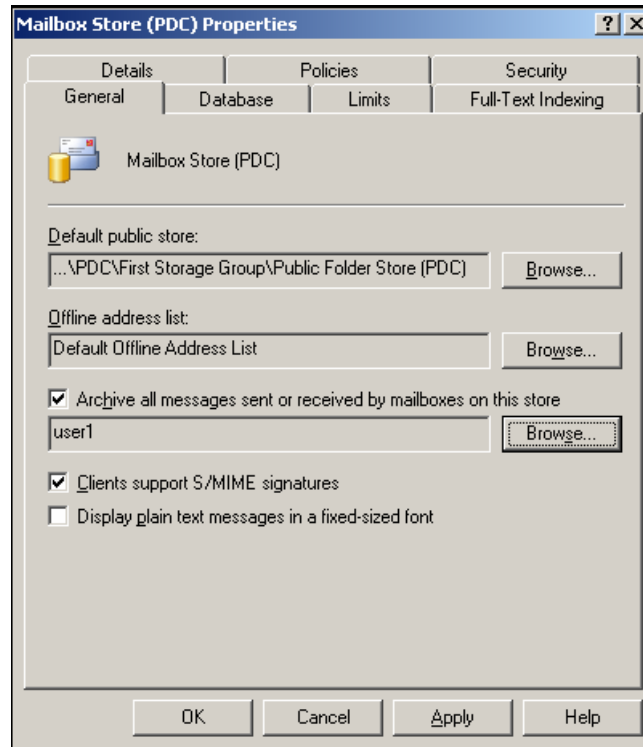 Mailbox Store (PDC) Properties
Details Policies Security
General Database Limits Full-Text Indexing
Mailbox Store (PDC)
Default public store:
...\PDC\First Storage Group\Public Folder Store (PDC) Browse...
Offline address list:
Default Offline Address List Browse...
Archive all messages sent or received by mailboxes on this store
user1 Browse...
Clients support S/MIME signatures
Display plain text messages in a fixed-sized font
OK Cancel Apply Help